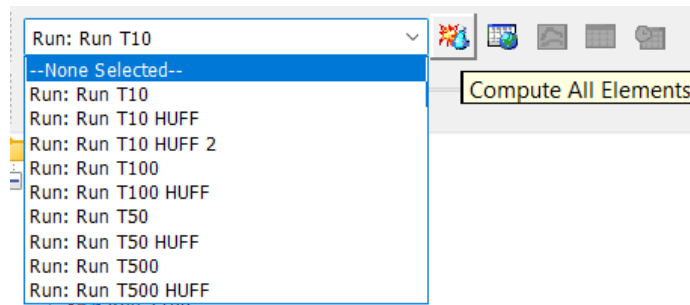 Run: Run T10
--None Selected--
Compute All Elements
Run: Run T10
Run: Run T10 HUFF
Run: Run T10 HUFF 2
Run: Run T100
Run: Run T100 HUFF
Run: Run T50
Run: Run T50 HUFF
Run: Run T500
Run: Run T500 HUFF